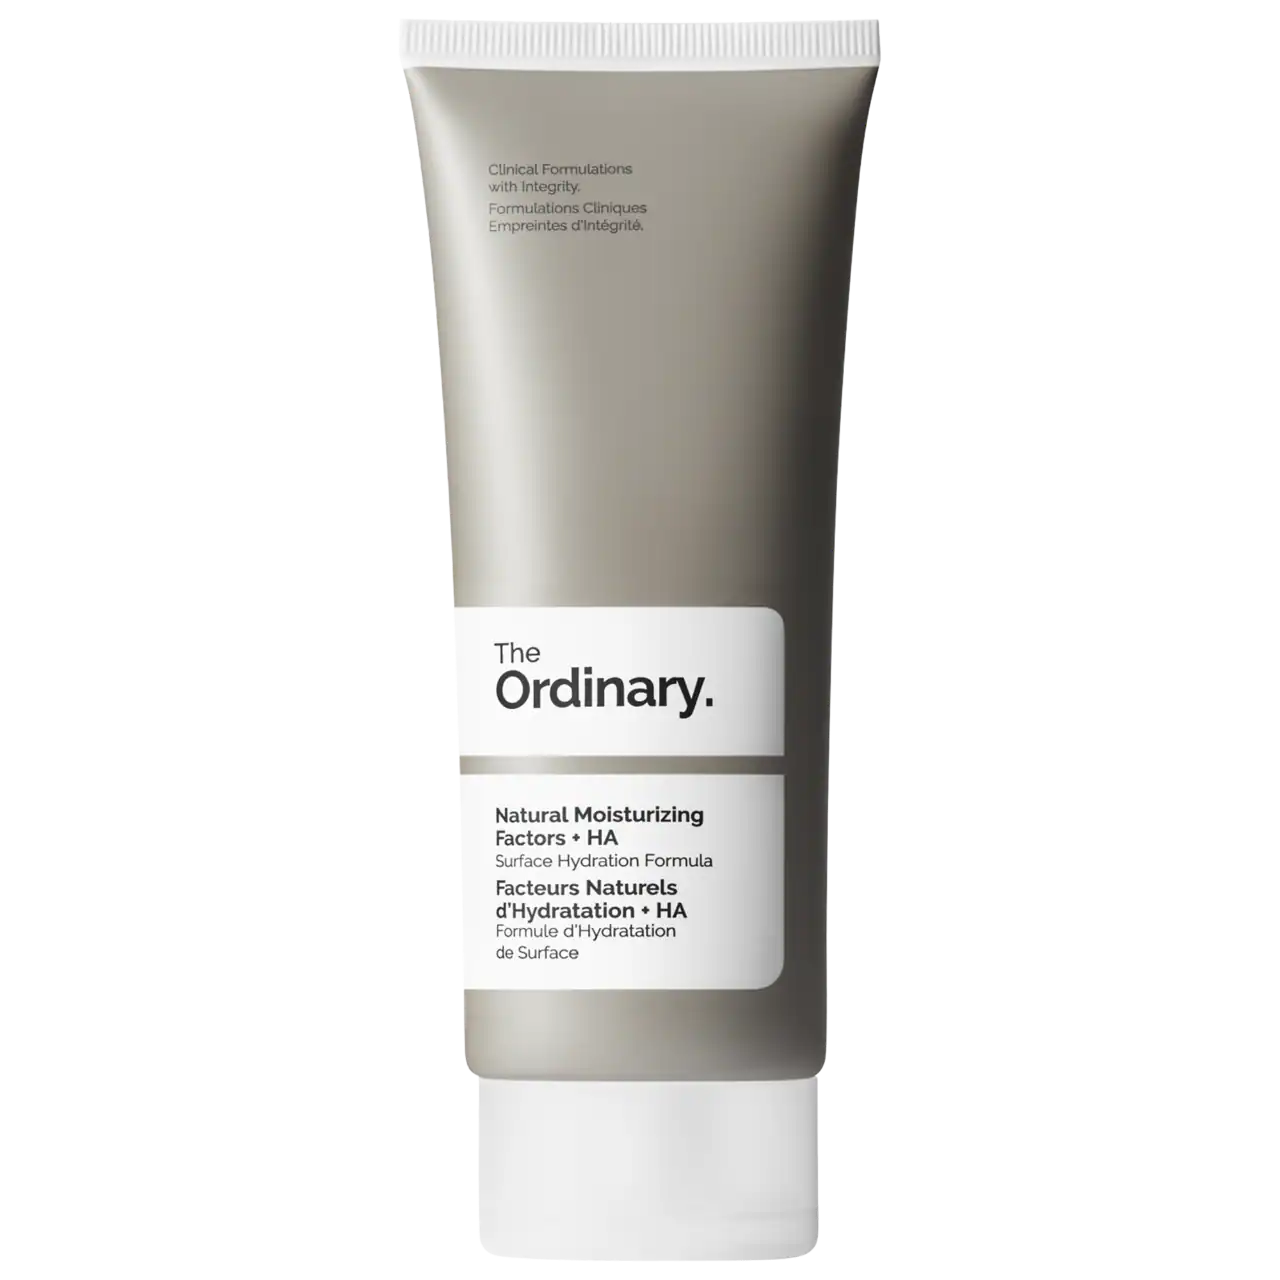 Clinical Formulations
with Integrity.
Formulations Cliniques
Empreintes d'Intégrité.
The
Ordinary.
Natural Moisturizing
Factors + HA
Surface Hydration Formula
Facteurs Naturels
d'Hydratation + HA
Formule d'Hydratation
de Surface